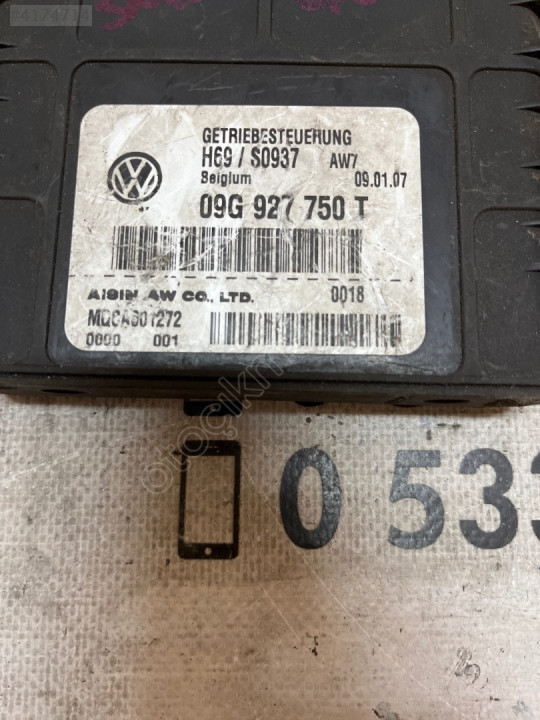 #4174734
GETRIEBESTEUERUNG
H69 / S0937 AW7
Belgium 09.01.07
09G 927 750 T
AISIN AW CO., LTD. 0018
0000 001
0 533